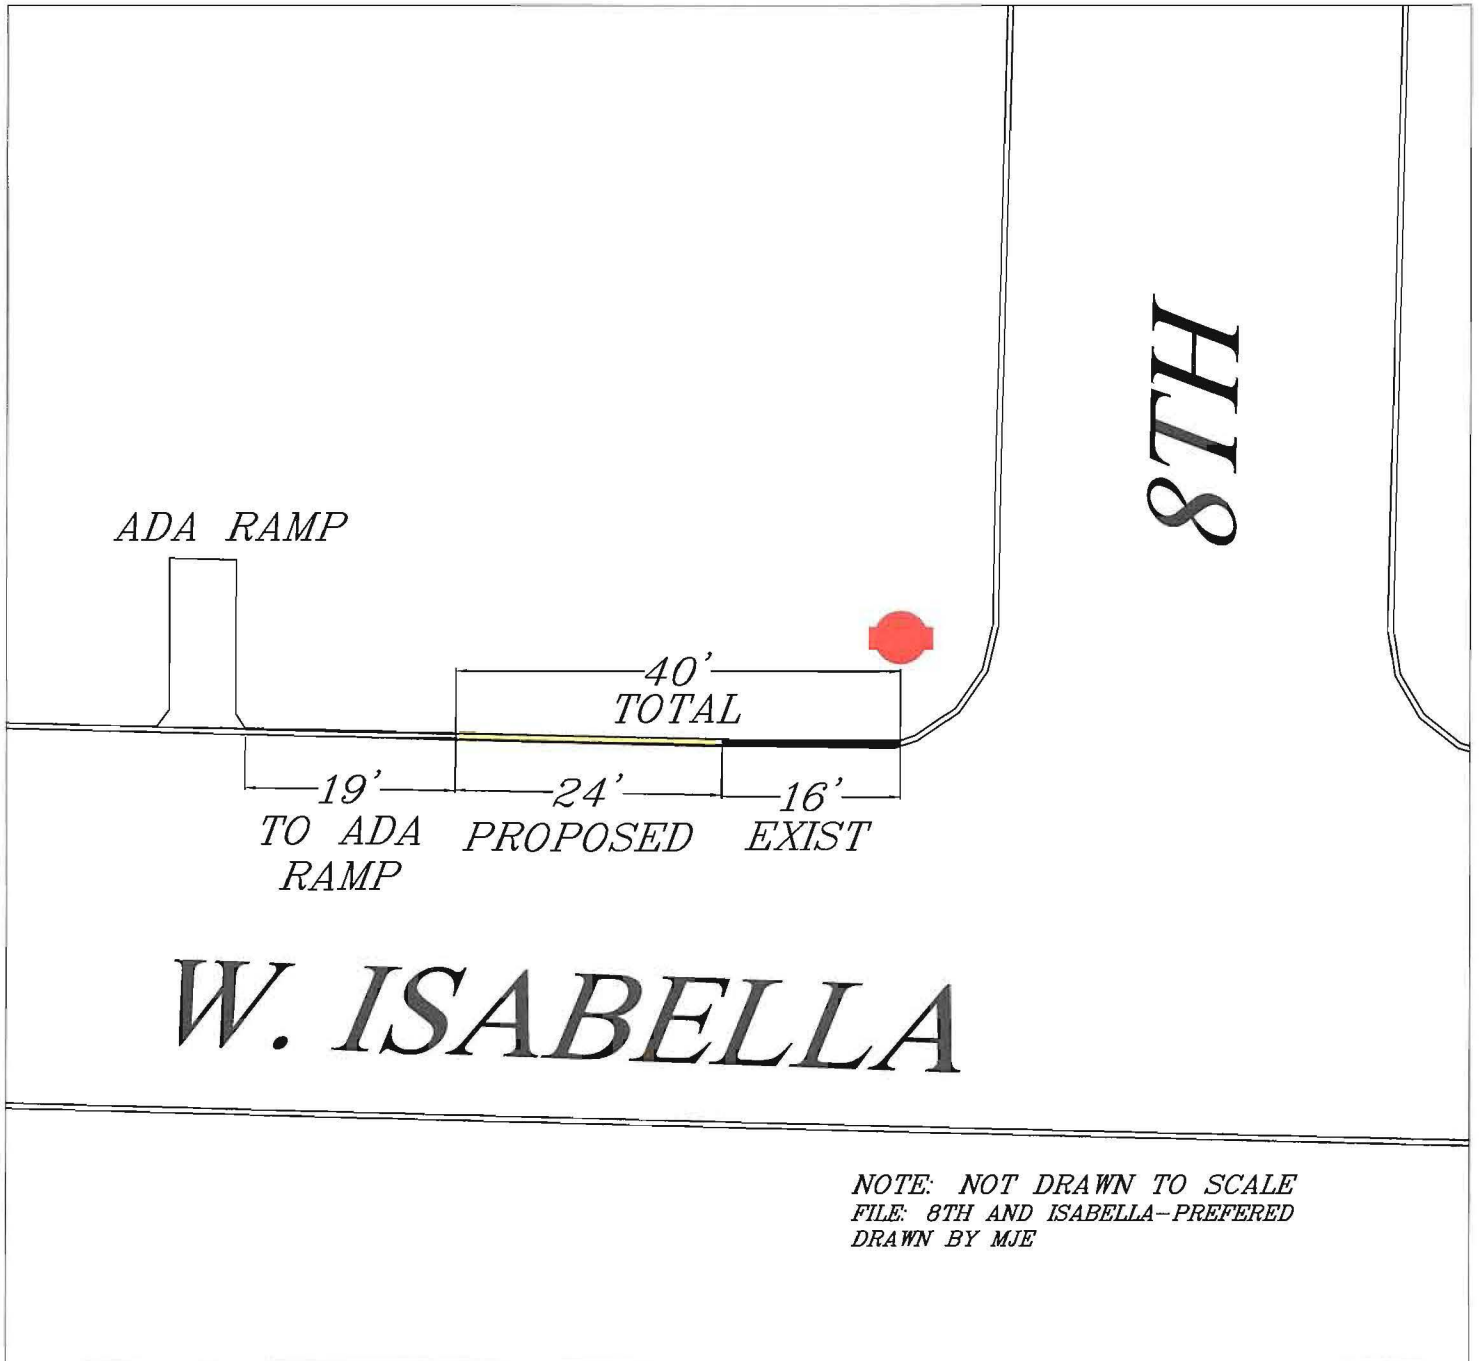 8TH
ADA RAMP
40'
TOTAL
19'
TO ADA
RAMP
24'
PROPOSED
16'
EXIST
W. ISABELLA
NOTE: NOT DRAWN TO SCALE
FILE: 8TH AND ISABELLA-PREFERED
DRAWN BY MJE